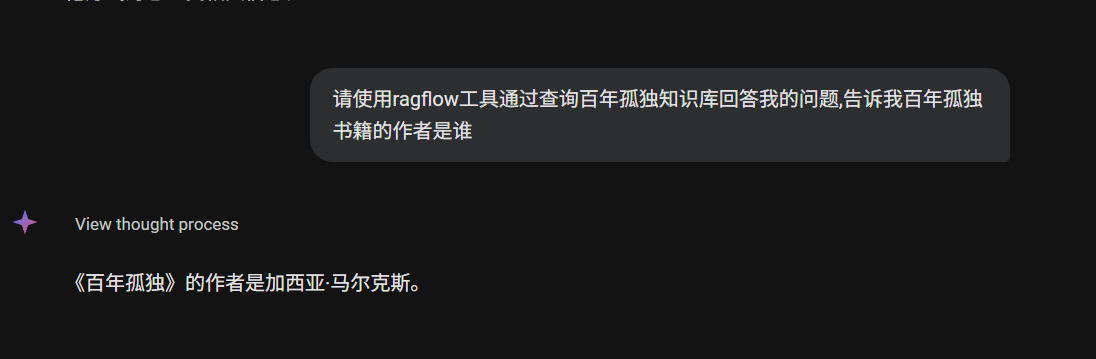 请使用ragflow工具通过查询百年孤独知识库回答我的问题,告诉我百年孤独
书籍的作者是谁
View thought process
《百年孤独》的作者是加西亚·马尔克斯。